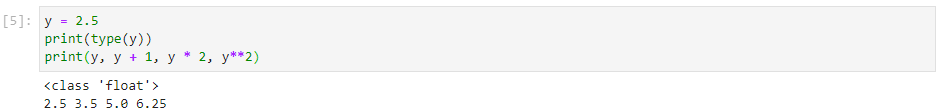 [5]: y = 2.5
print(type(y))
print(y, y + 1, y * 2, y**2)
<class 'float'>
2.5 3.5 5.0 6.25